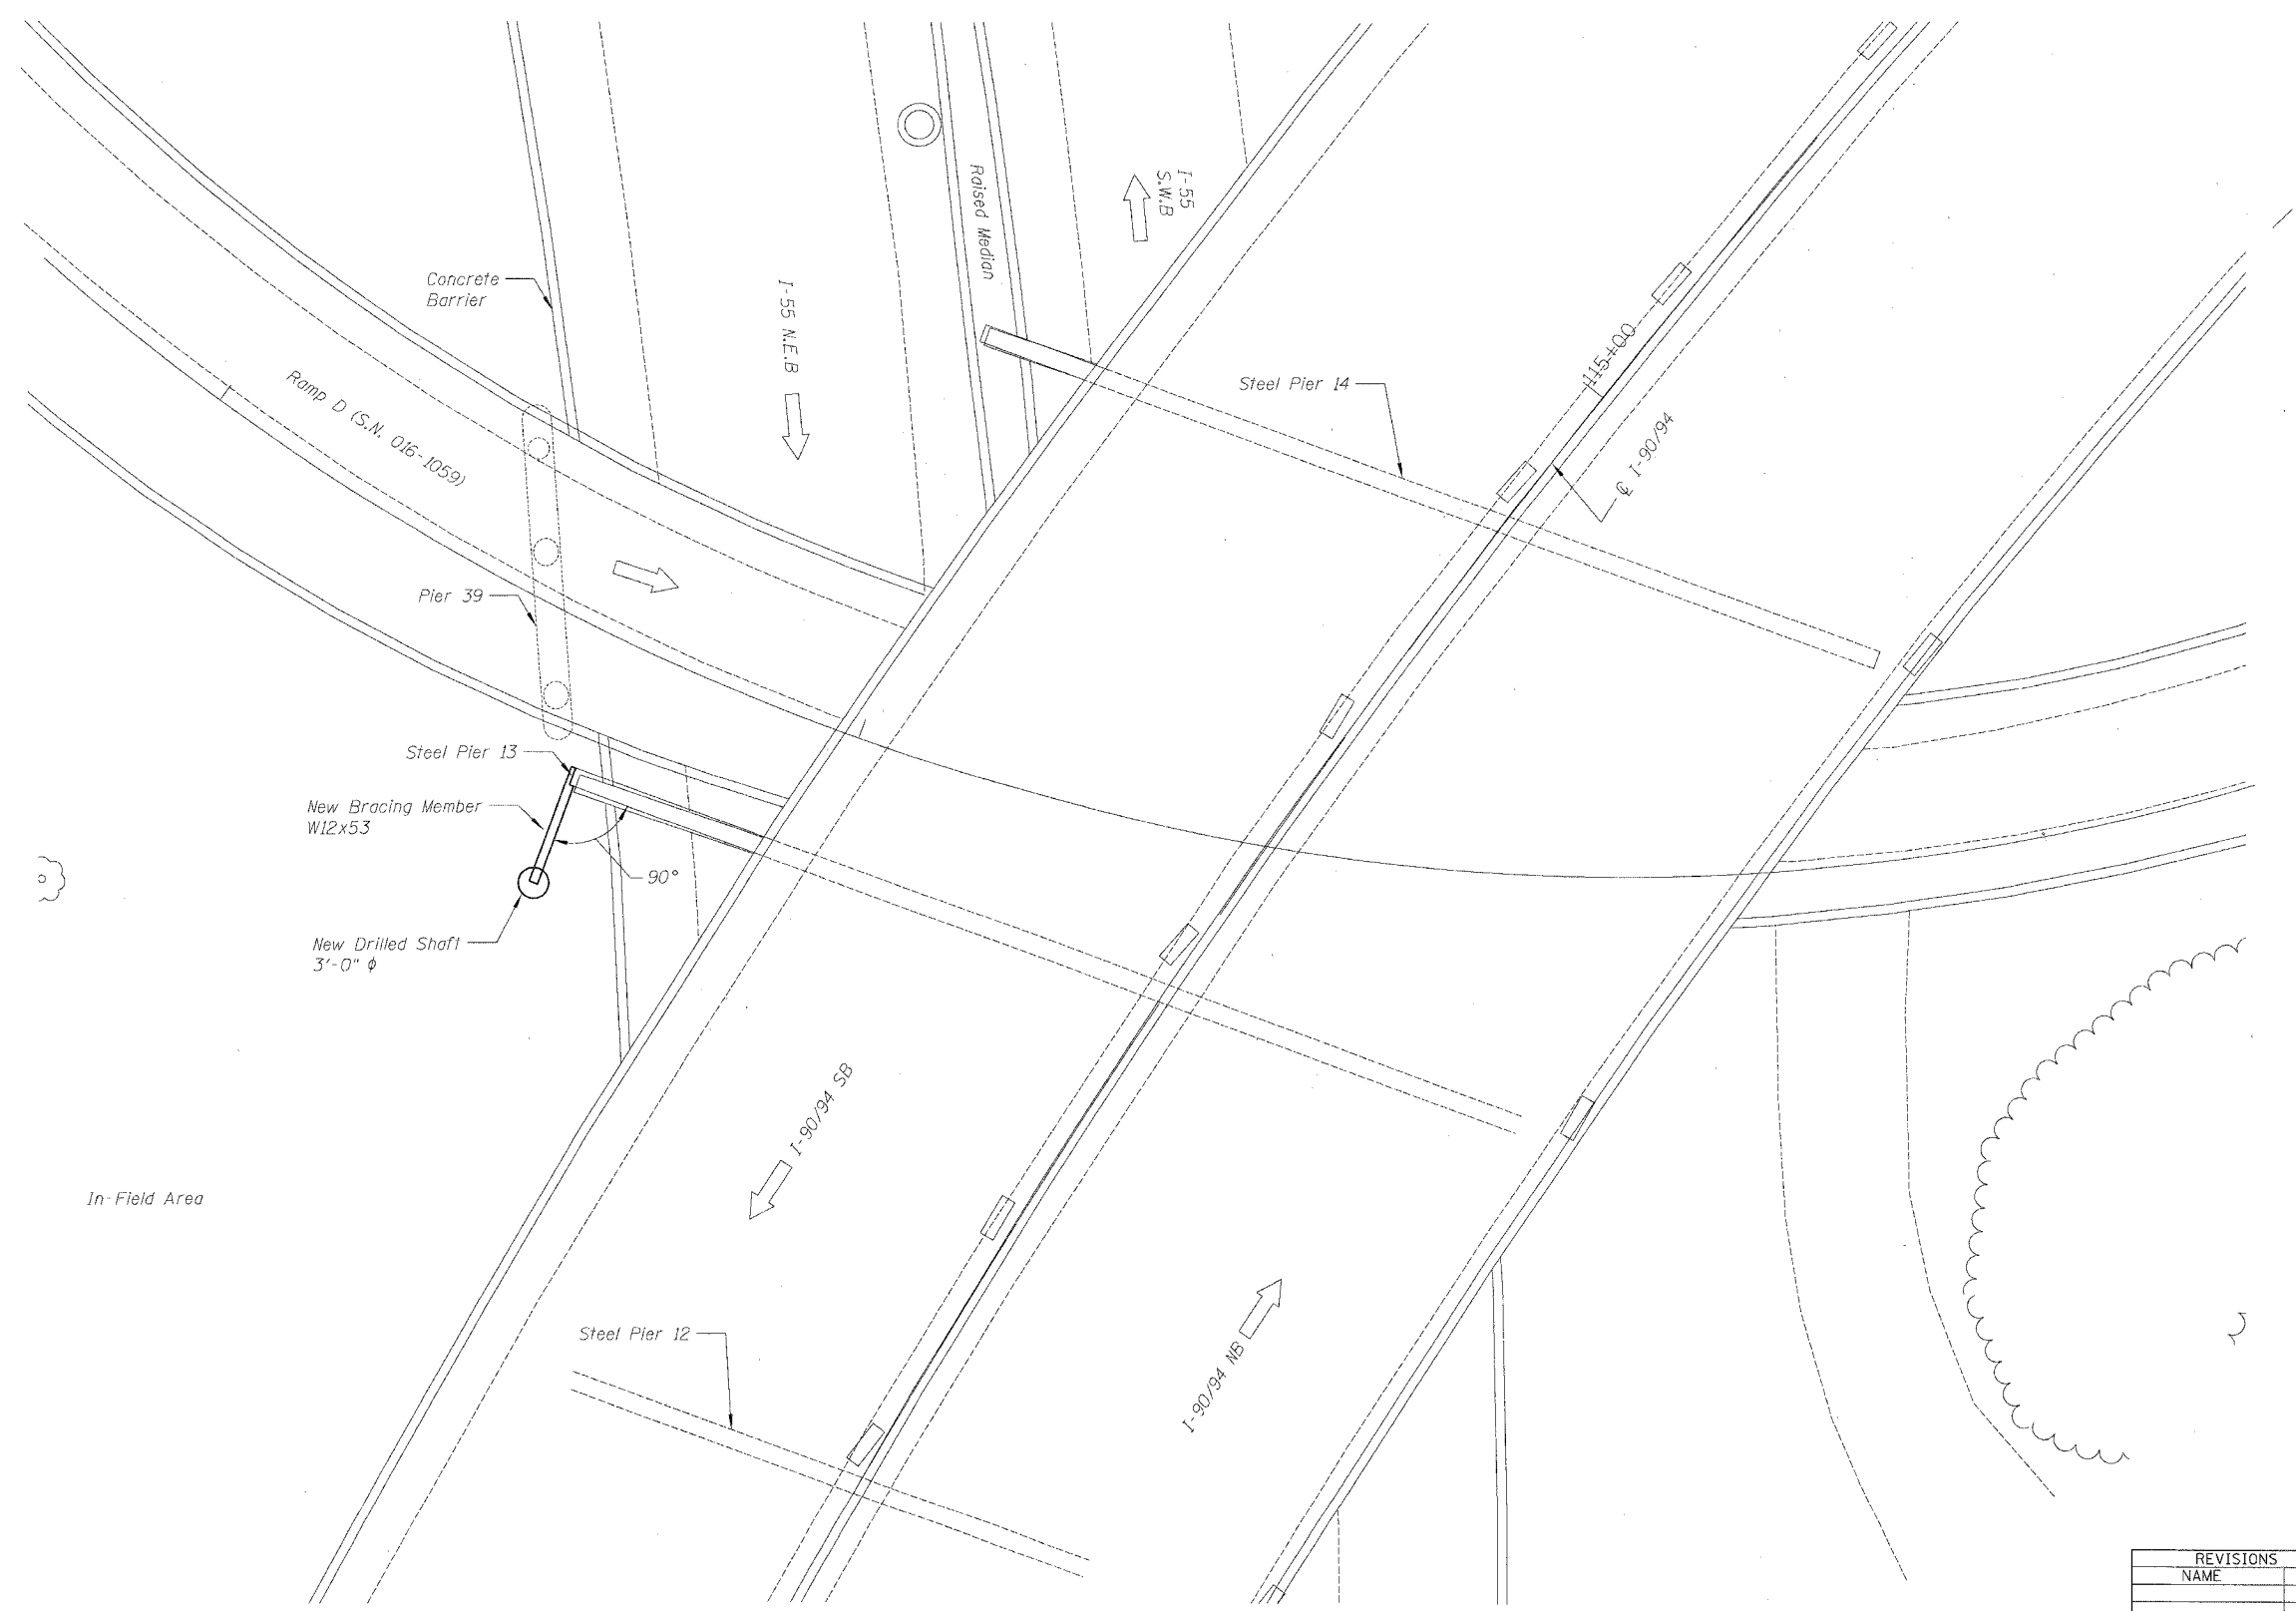 Concrete
Barrier
Raised Median
I-55
S.W.B
I-55 N.E.B
Ramp D (S.N. 016-1059)
Steel Pier 14
115+00
℄ I-90/94
Pier 39
Steel Pier 13
New Bracing Member
W12x53
90°
New Drilled Shaft
3'-0" ϕ
In-Field Area
I-90/94 SB
Steel Pier 12
I-90/94 NB
REVISIONS
NAME